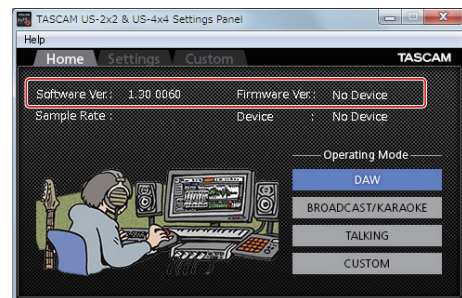 TASCAM US-2x2 & US-4x4 Settings Panel
Help
Home Settings Custom TASCAM
Software Ver.: 1.30 0060 Firmware Ver.: No Device
Sample Rate : Device : No Device
Operating Mode
DAW
BROADCAST/KARAOKE
TALKING
CUSTOM